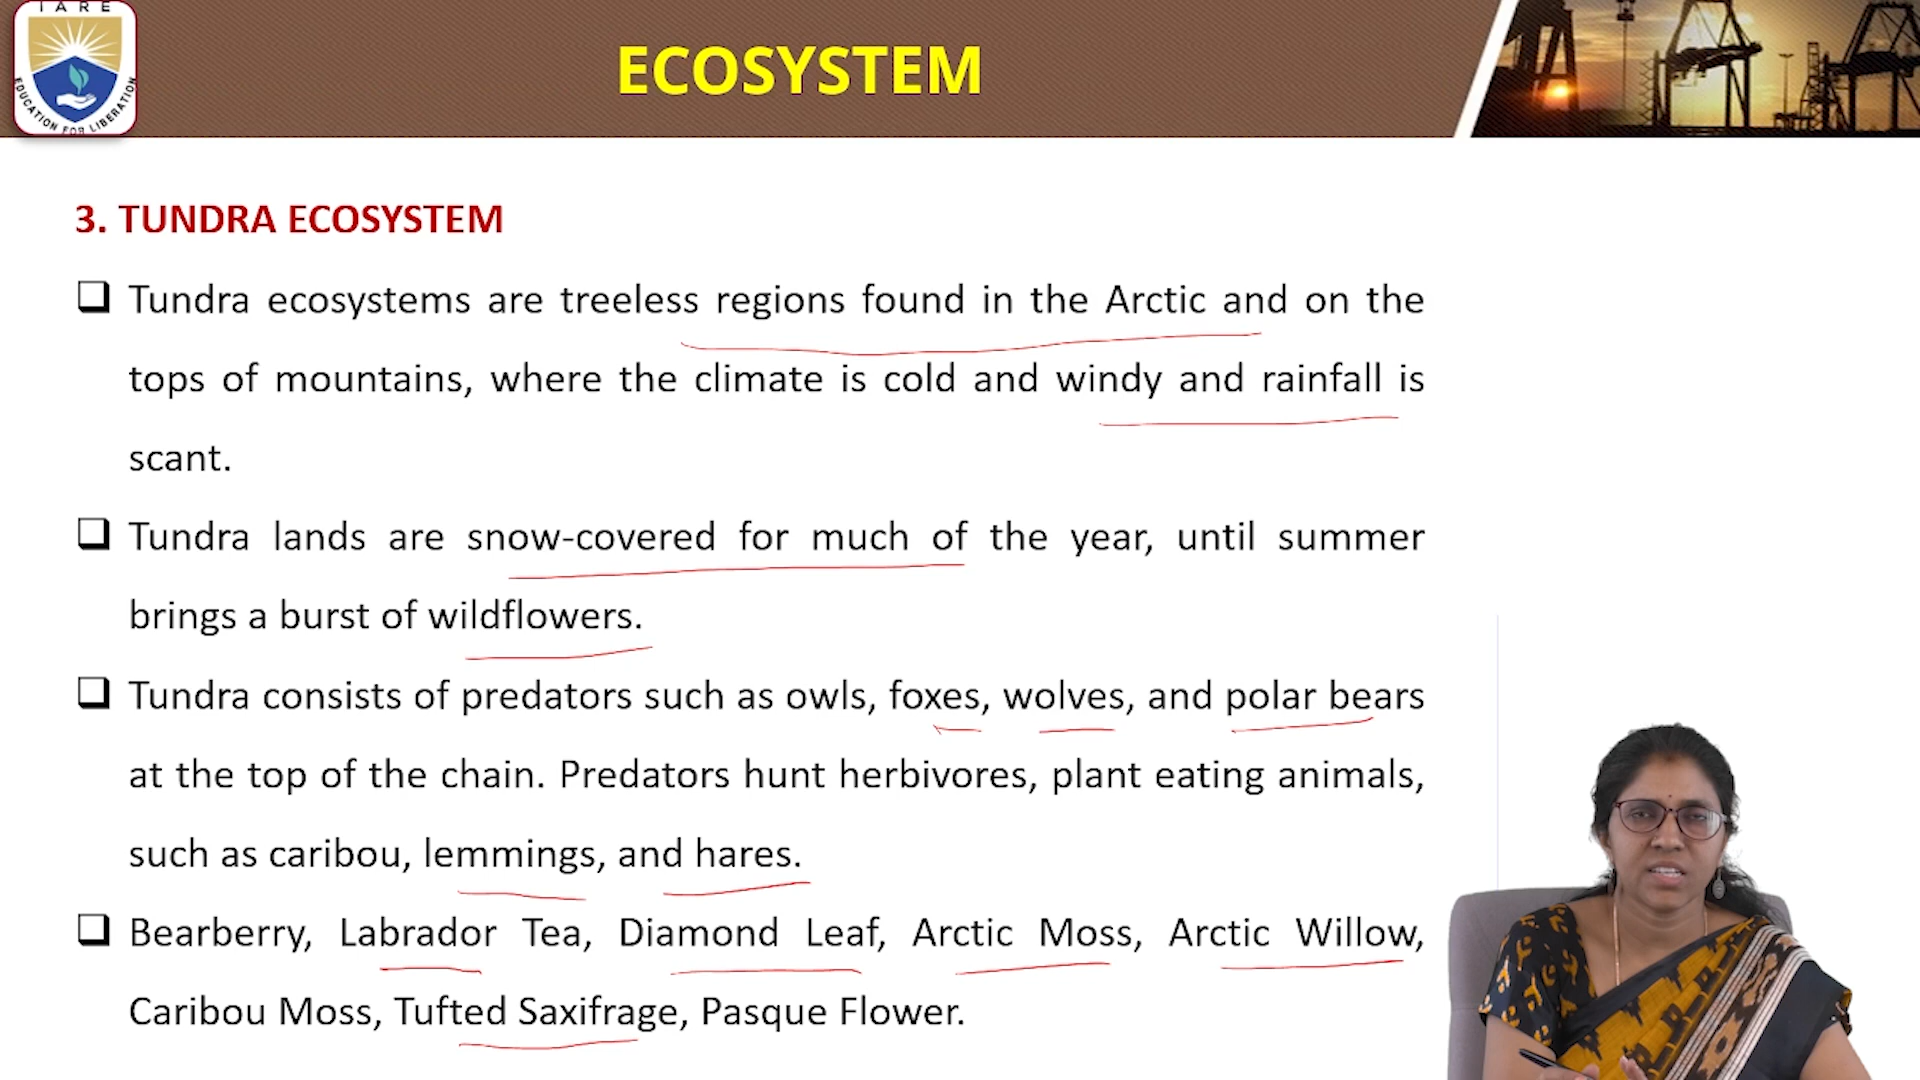 IARE
EDUCATION FOR LIBERATION
ECOSYSTEM
3. TUNDRA ECOSYSTEM
Tundra ecosystems are treeless regions found in the Arctic and on the
tops of mountains, where the climate is cold and windy and rainfall is
scant.
Tundra lands are snow-covered for much of the year, until summer
brings a burst of wildflowers.
Tundra consists of predators such as owls, foxes, wolves, and polar bears
at the top of the chain. Predators hunt herbivores, plant eating animals,
such as caribou, lemmings, and hares.
Bearberry, Labrador Tea, Diamond Leaf, Arctic Moss, Arctic Willow,
Caribou Moss, Tufted Saxifrage, Pasque Flower.